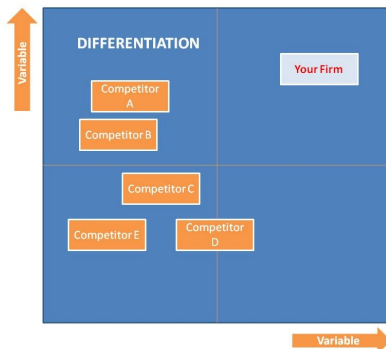 Variable
DIFFERENTIATION
Your Firm
Competitor
A
Competitor B
Competitor C
Competitor E
Competitor
D
Variable